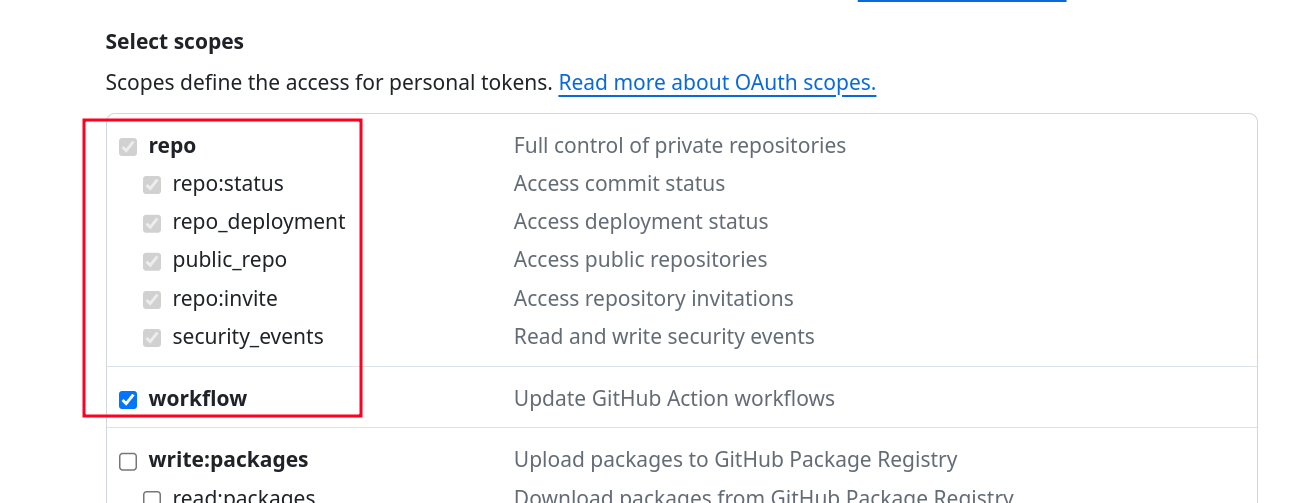 Select scopes
Scopes define the access for personal tokens. Read more about OAuth scopes.
repo Full control of private repositories
repo:status Access commit status
repo_deployment Access deployment status
public_repo Access public repositories
repo:invite Access repository invitations
security_events Read and write security events
workflow Update GitHub Action workflows
write:packages Upload packages to GitHub Package Registry
read:packages Download packages from GitHub Package Registry